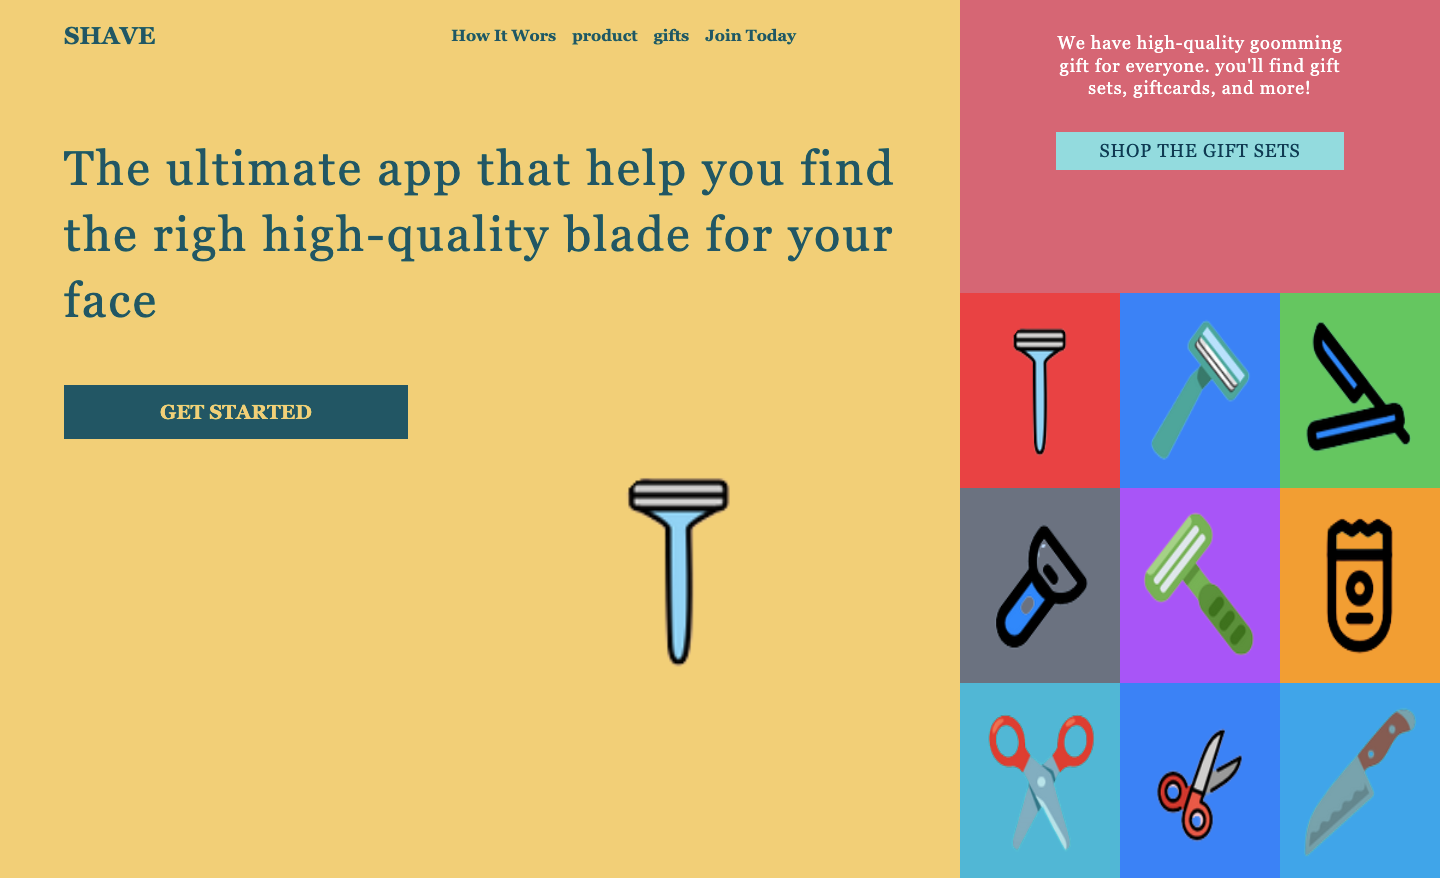 SHAVE
How It Wors product gifts Join Today
The ultimate app that help you find
the righ high-quality blade for your
face
GET STARTED
We have high-quality goomming
gift for everyone. you'll find gift
sets, giftcards, and more!
SHOP THE GIFT SETS